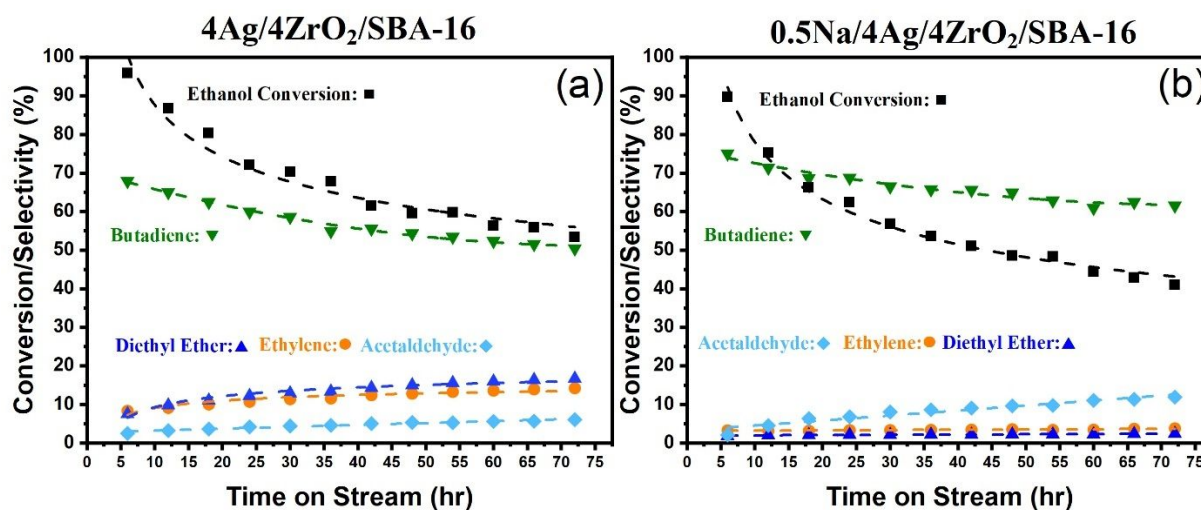 4Ag/4ZrO₂/SBA-16
0.5Na/4Ag/4ZrO₂/SBA-16
Conversion/Selectivity (%)
100
90
80
70
60
50
40
30
20
10
0
(a)
Ethanol Conversion:
Butadiene:
Diethyl Ether: Ethylene: Acetaldehyde:
0 5 10 15 20 25 30 35 40 45 50 55 60 65 70 75
Time on Stream (hr)
Conversion/Selectivity (%)
100
90
80
70
60
50
40
30
20
10
0
(b)
Ethanol Conversion:
Butadiene:
Acetaldehyde: Ethylene: Diethyl Ether:
0 5 10 15 20 25 30 35 40 45 50 55 60 65 70 75
Time on Stream (hr)